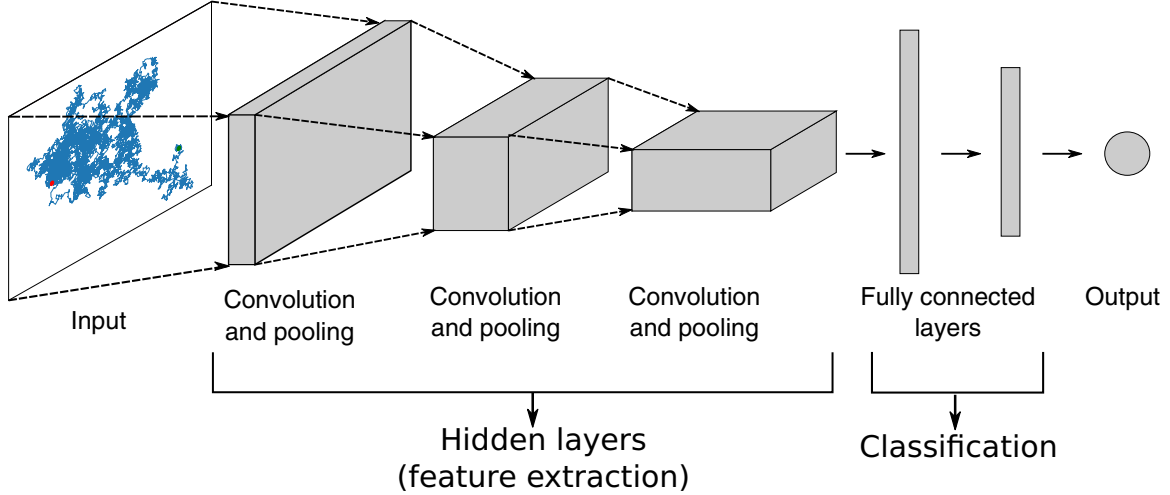 Input
Convolution
and pooling
Convolution
and pooling
Convolution
and pooling
Fully connected
layers
Output
Hidden layers
(feature extraction)
Classification